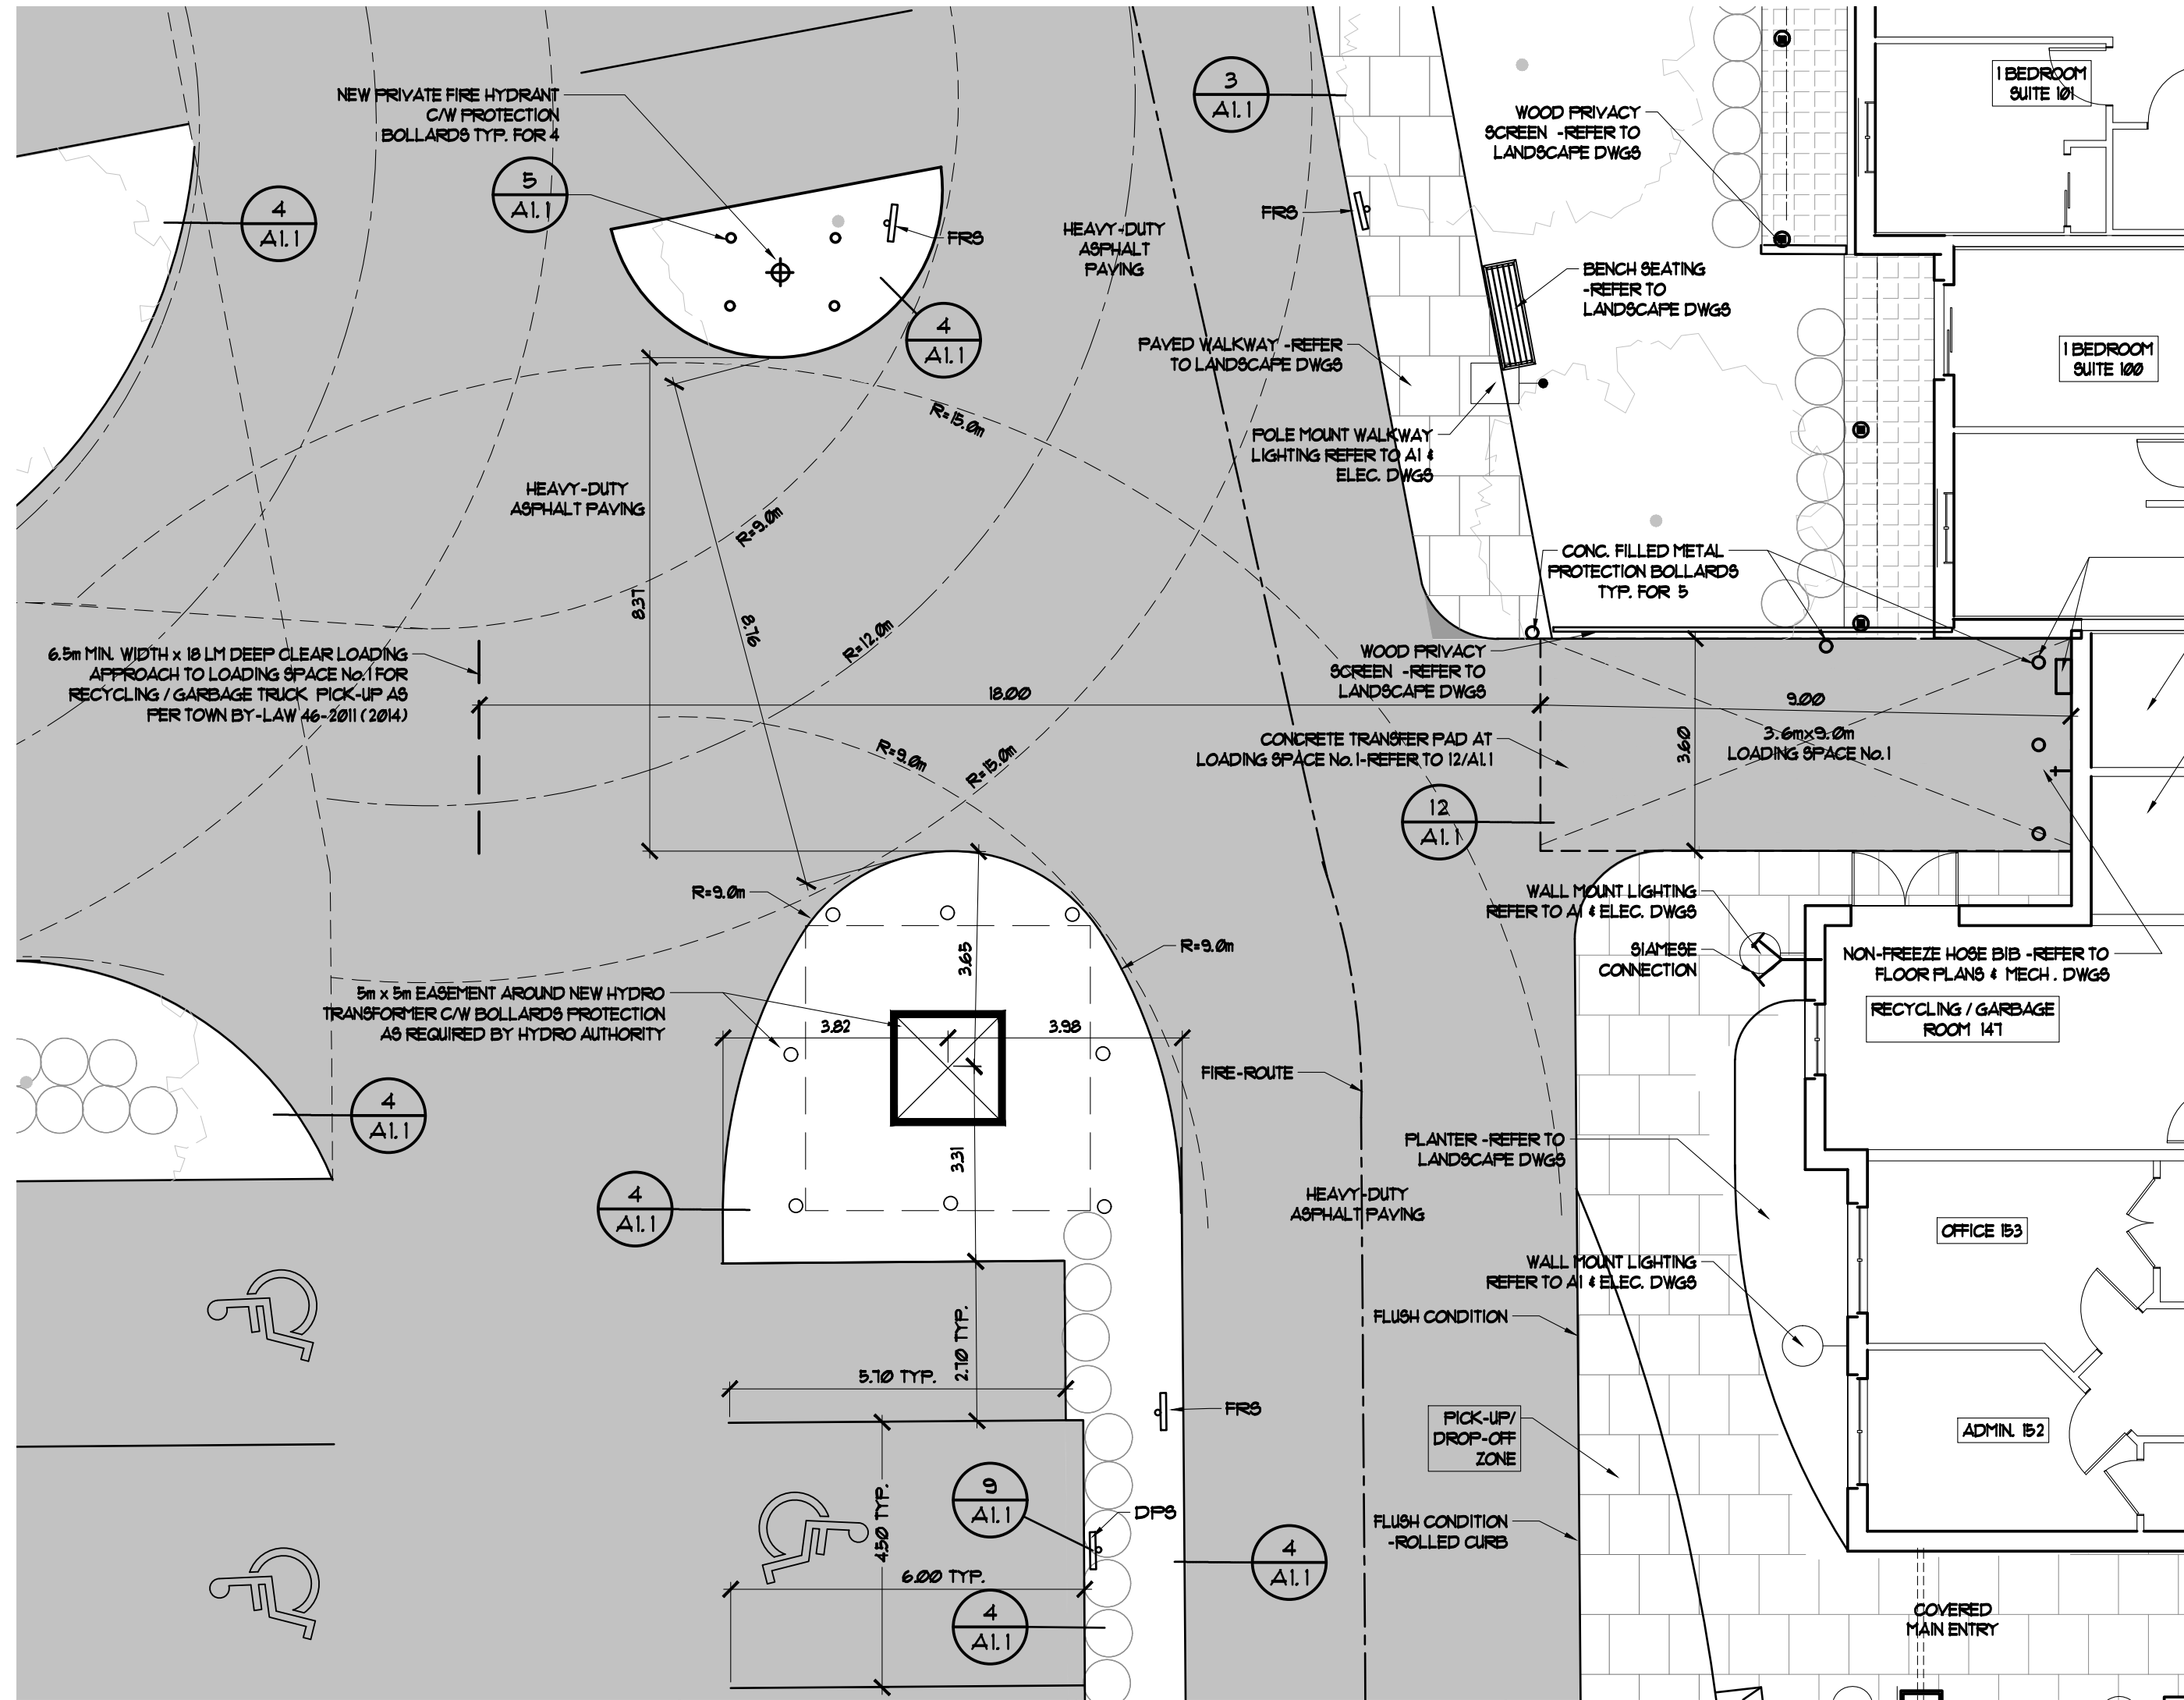 NEW PRIVATE FIRE HYDRANT
C/W PROTECTION
BOLLARDS TYP. FOR 4
5
A1.1
4
A1.1
FRS
4
A1.1
HEAVY-DUTY
ASPHALT
PAVING
3
A1.1
FRS
WOOD PRIVACY
SCREEN -REFER TO
LANDSCAPE DWGS
1 BEDROOM
SUITE 101
BENCH SEATING
-REFER TO
LANDSCAPE DWGS
1 BEDROOM
SUITE 100
PAVED WALKWAY -REFER
TO LANDSCAPE DWGS
POLE MOUNT WALKWAY
LIGHTING REFER TO A1 &
ELEC. DWGS
R=15.0m
HEAVY-DUTY
ASPHALT PAVING
R=9.0m
8.37
8.76
R=12.0m
CONC. FILLED METAL
PROTECTION BOLLARDS
TYP. FOR 5
6.5m MIN. WIDTH x 18 LM DEEP CLEAR LOADING
APPROACH TO LOADING SPACE No.1 FOR
RECYCLING / GARBAGE TRUCK PICK-UP AS
PER TOWN BY-LAW 46-2011 (2014)
WOOD PRIVACY
SCREEN -REFER TO
LANDSCAPE DWGS
18.00
9.00
3.60
3.6mx9.0m
LOADING SPACE No.1
CONCRETE TRANSFER PAD AT
LOADING SPACE No.1-REFER TO 12/A1.1
R=9.0m
R=15.0m
12
A1.1
R=9.0m
WALL MOUNT LIGHTING
REFER TO A1 & ELEC. DWGS
R=9.0m
3.65
SIAMESE
CONNECTION
NON-FREEZE HOSE BIB -REFER TO
FLOOR PLANS & MECH. DWGS
5m x 5m EASEMENT AROUND NEW HYDRO
TRANSFORMER C/W BOLLARDS PROTECTION
AS REQUIRED BY HYDRO AUTHORITY
3.82
3.98
RECYCLING / GARBAGE
ROOM 147
FIRE-ROUTE
4
A1.1
3.31
PLANTER -REFER TO
LANDSCAPE DWGS
4
A1.1
HEAVY-DUTY
ASPHALT PAVING
OFFICE 153
WALL MOUNT LIGHTING
REFER TO A1 & ELEC. DWGS
FLUSH CONDITION
2.70 TYP.
5.70 TYP.
FRS
PICK-UP/
DROP-OFF
ZONE
ADMIN. 152
9
A1.1
DPS
4.50 TYP.
FLUSH CONDITION
-ROLLED CURB
4
A1.1
6.00 TYP.
4
A1.1
COVERED
MAIN ENTRY